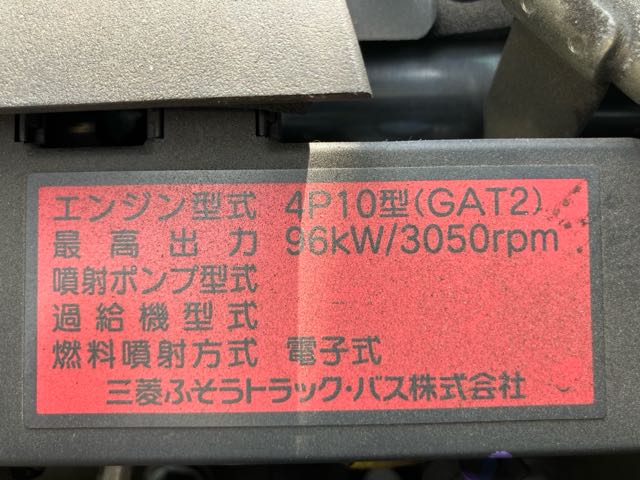 エンジン型式 4P10型(GAT2)
最高出力 96kW/3050rpm
噴射ポンプ型式
過給機型式
燃料噴射方式 電子式
三菱ふそうトラック・バス株式会社